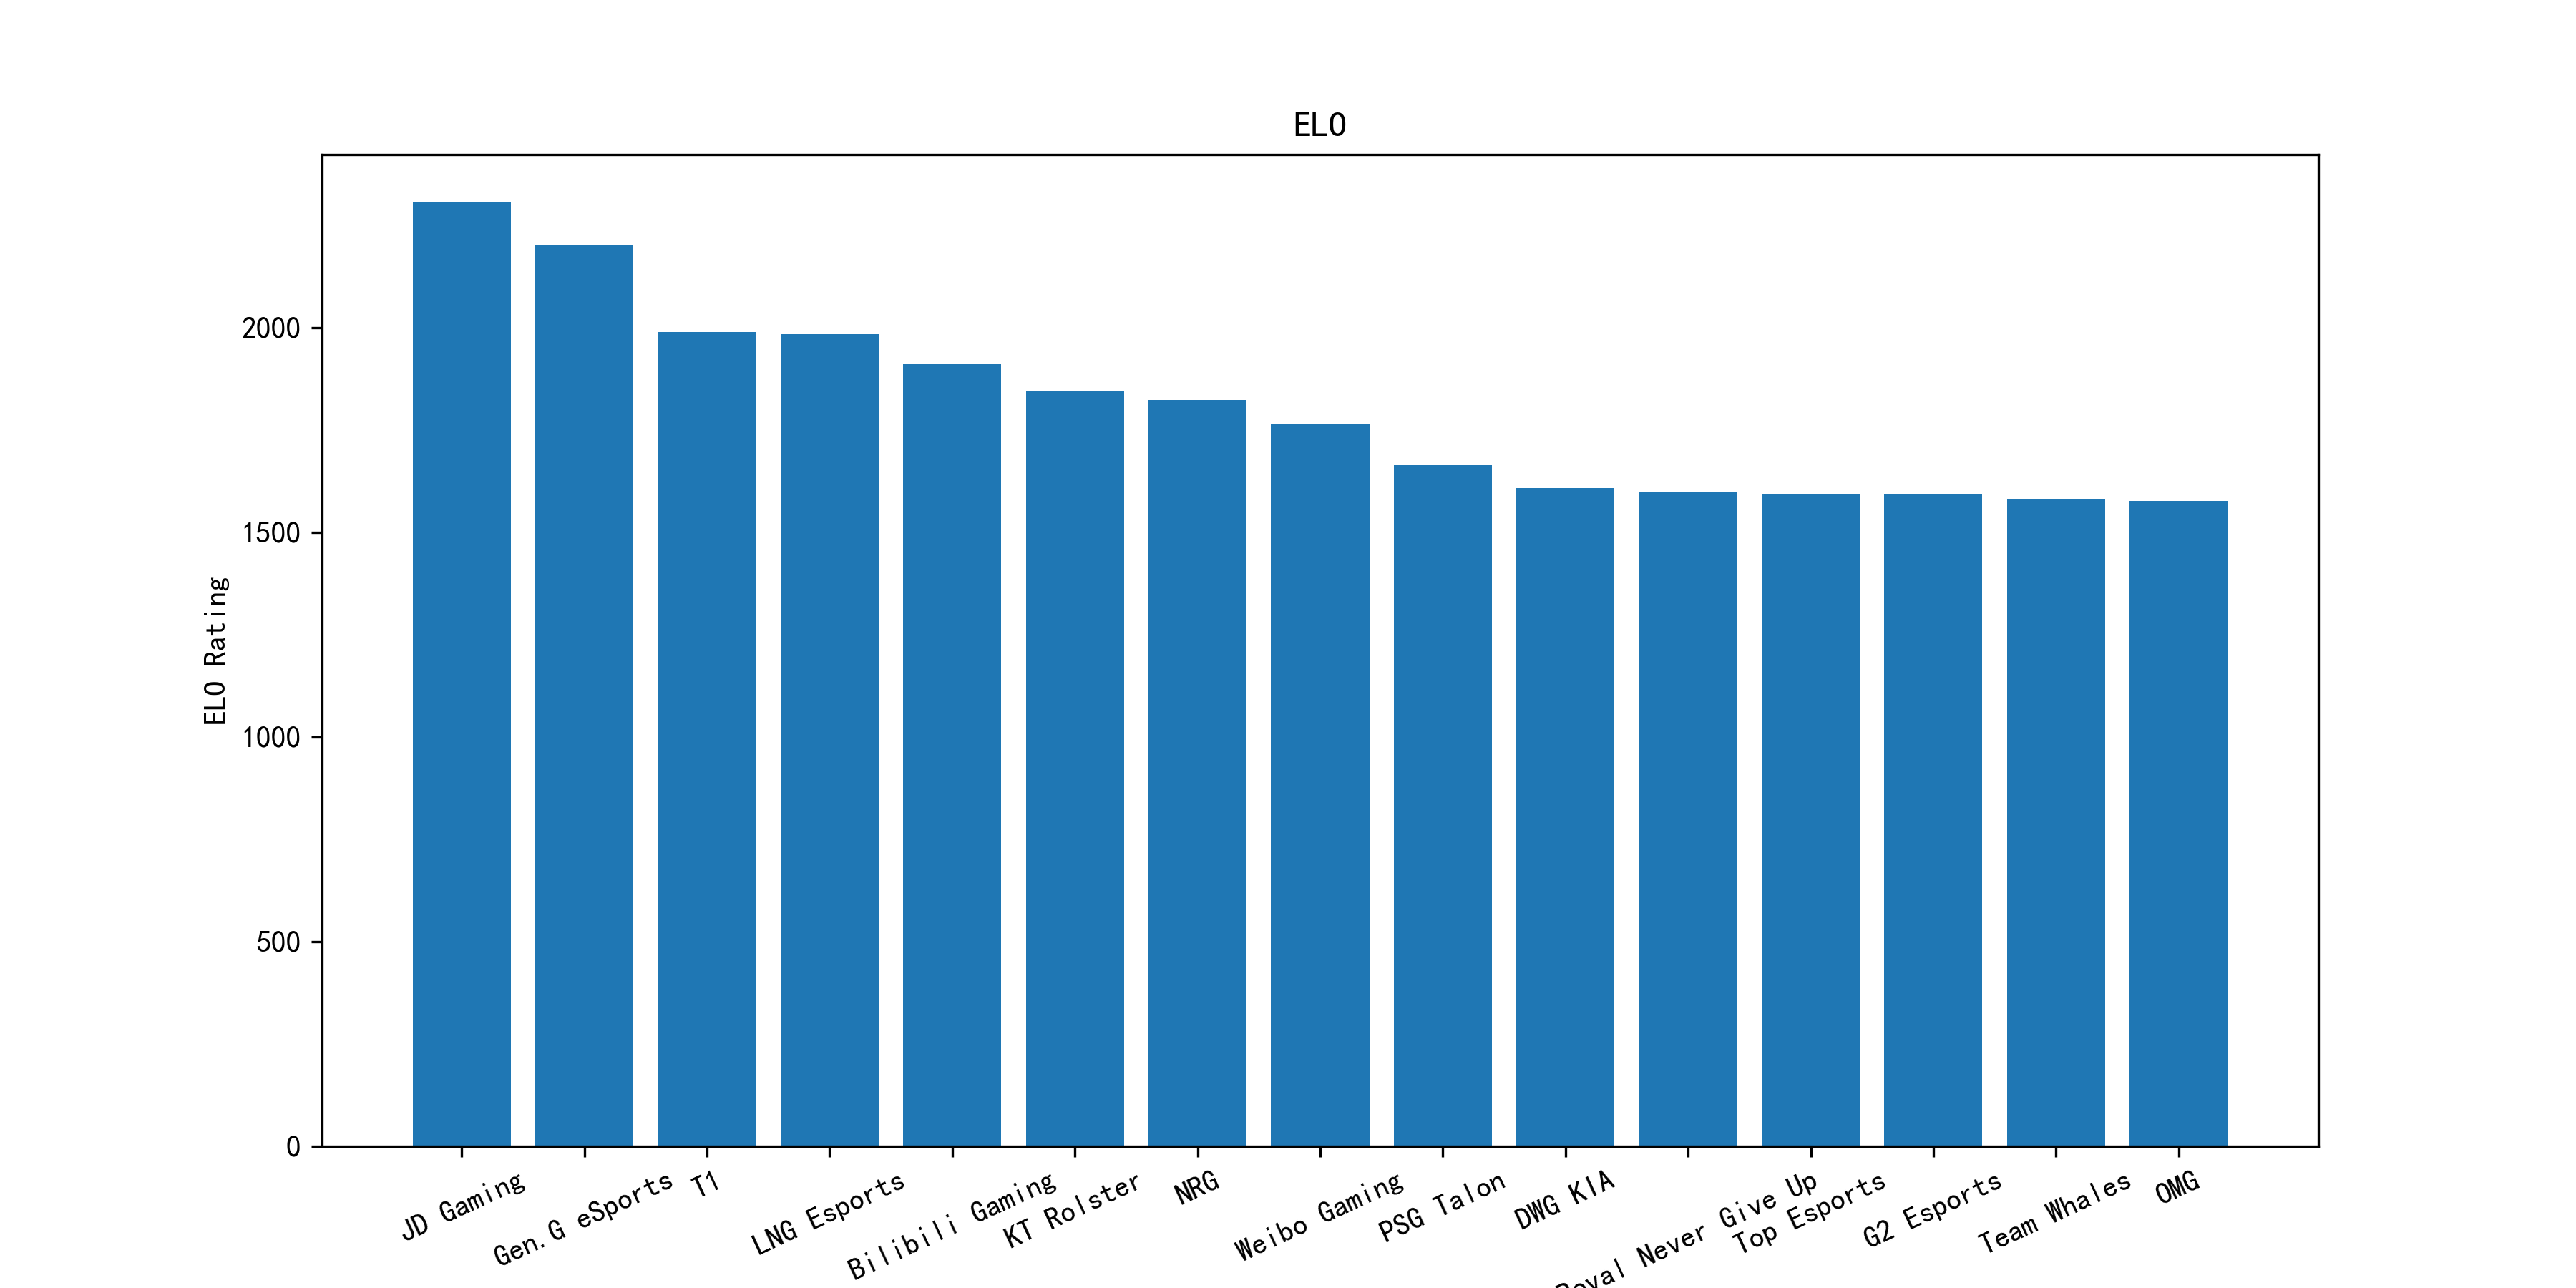 ELO
ELO Rating
2000
1500
1000
500
0
JD Gaming
Gen.G eSports
T1
LNG Esports
Bilibili Gaming
KT Rolster
NRG
Weibo Gaming
PSG Talon
DWG KIA
Royal Never Give Up
Top Esports
G2 Esports
Team Whales
OMG